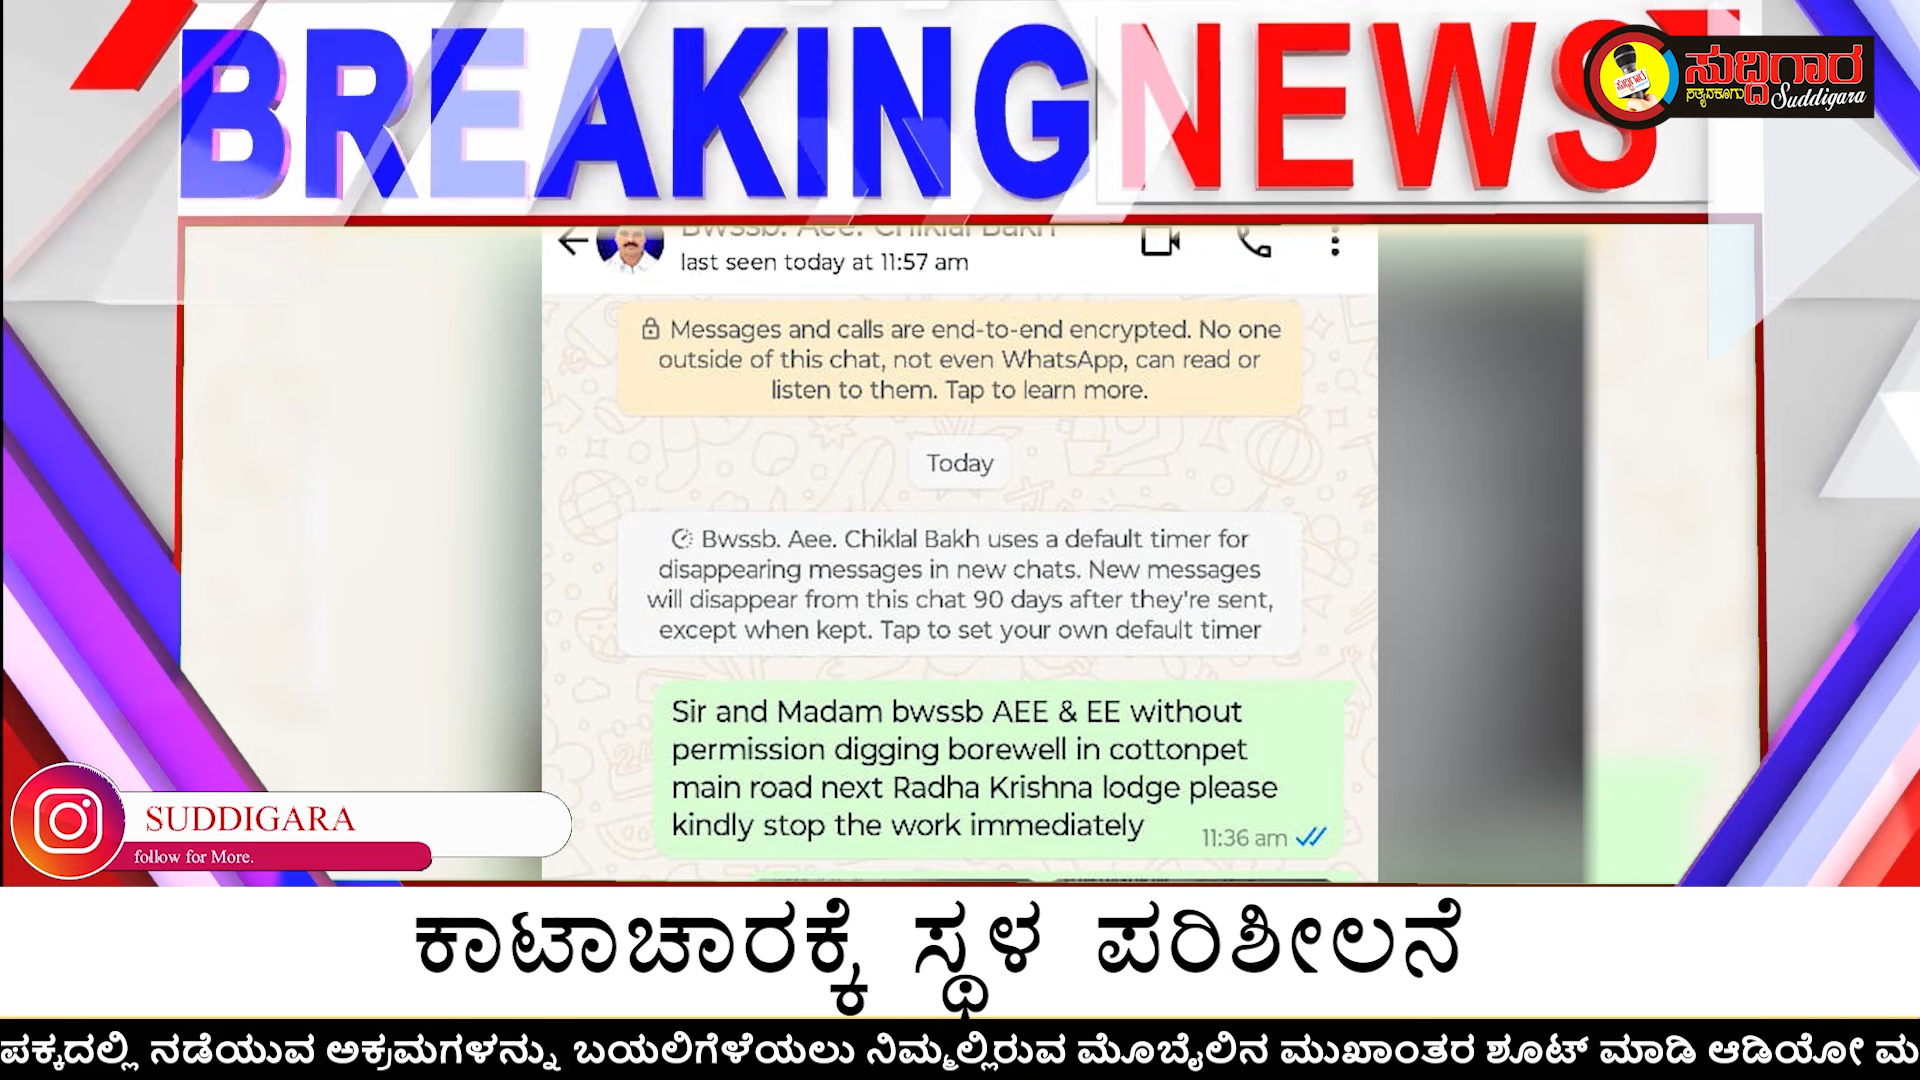 BREAKING NEWS
ಸುದ್ದಿಗಾರ
Suddigara
Bwssb. Aee. Chiklal Bakh
last seen today at 11:57 am
Messages and calls are end-to-end encrypted. No one
outside of this chat, not even WhatsApp, can read or
listen to them. Tap to learn more.
Today
Bwssb. Aee. Chiklal Bakh uses a default timer for
disappearing messages in new chats. New messages
will disappear from this chat 90 days after they're sent,
except when kept. Tap to set your own default timer
Sir and Madam bwssb AEE & EE without
permission digging borewell in cottonpet
main road next Radha Krishna lodge please
kindly stop the work immediately
11:36 am
SUDDIGARA
follow for More.
ಕಾಟಾಚಾರಕ್ಕೆ ಸ್ಥಳ ಪರಿಶೀಲನೆ
ಪಕ್ಕದಲ್ಲಿ ನಡೆಯುವ ಅಕ್ರಮಗಳನ್ನು ಬಯಲಿಗೆಳೆಯಲು ನಿಮ್ಮಲ್ಲಿರುವ ಮೊಬೈಲಿನ ಮುಖಾಂತರ ಶೂಟ್ ಮಾಡಿ ಆಡಿಯೋ ಮ